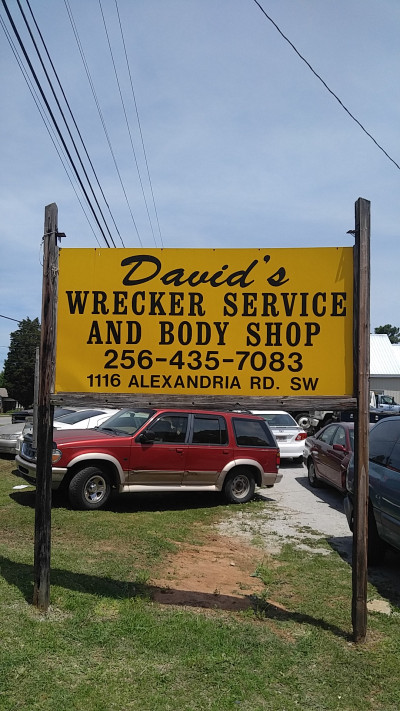 David's
WRECKER SERVICE
AND BODY SHOP
256-435-7083
1116 ALEXANDRIA RD. SW